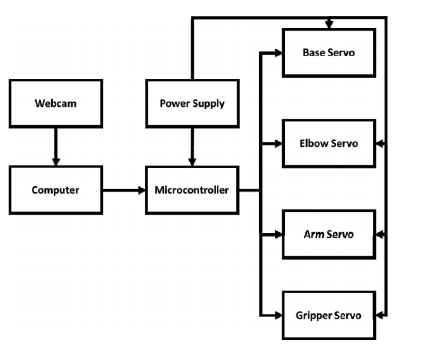 Base Servo
Webcam
Power Supply
Elbow Servo
Computer
Microcontroller
Arm Servo
Gripper Servo